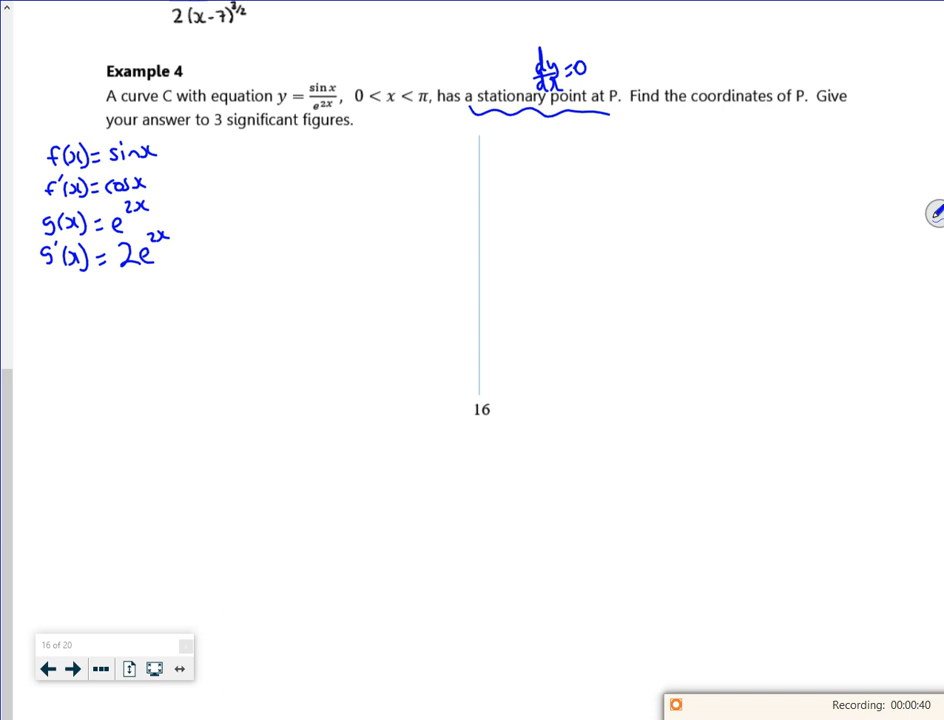 2(x-7)^{3/2}
dy/dx = 0
Example 4
A curve C with equation y = sin x / e^{2x}, 0 < x < π, has a stationary point at P. Find the coordinates of P. Give
your answer to 3 significant figures.
f(x) = sinx
f'(x) = cosx
g(x) = e^{2x}
g'(x) = 2e^{2x}
16
16 of 20
Recording: 00:00:40